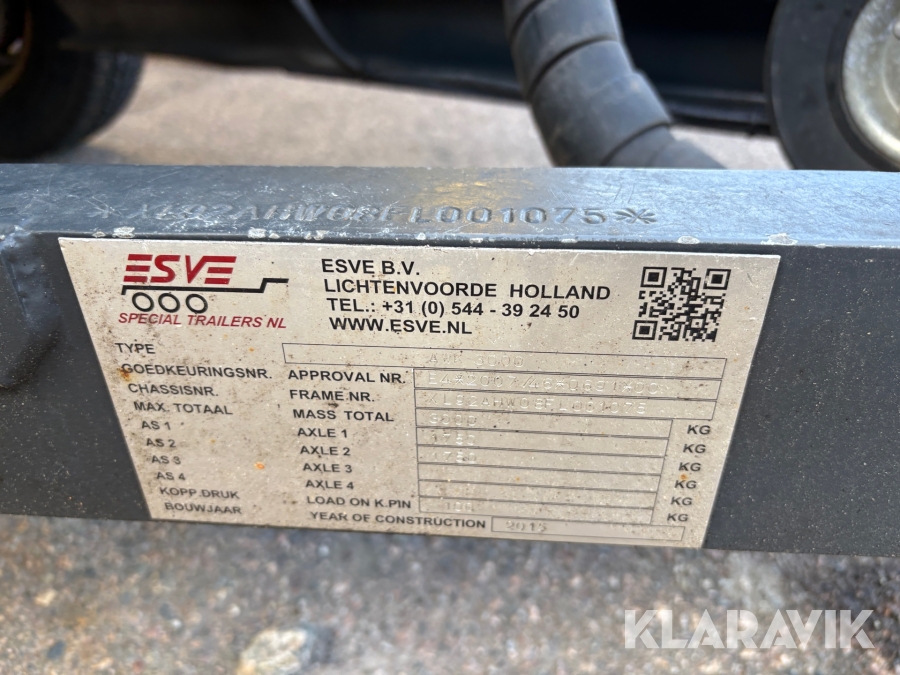 ESVE
SPECIAL TRAILERS NL
ESVE B.V.
LICHTENVOORDE HOLLAND
TEL.: +31 (0) 544 - 39 24 50
WWW.ESVE.NL
TYPE
GOEDKEURINGSNR. APPROVAL NR.
CHASSISNR. FRAME.NR.
MAX. TOTAAL MASS TOTAL KG
AS 1 AXLE 1 KG
AS 2 AXLE 2 KG
AS 3 AXLE 3 KG
AS 4 AXLE 4 KG
KOPP.DRUK LOAD ON K.PIN KG
BOUWJAAR YEAR OF CONSTRUCTION
KLARAVIK